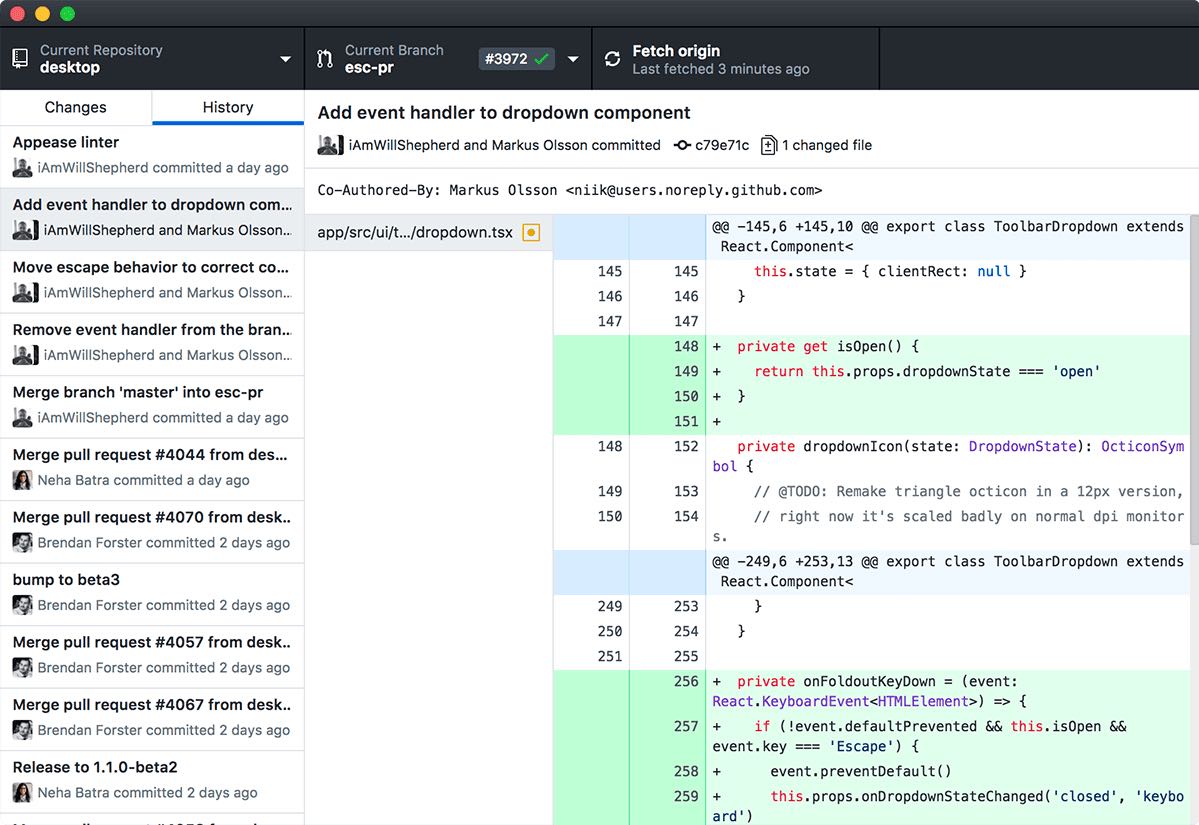 Current Repository
desktop
Current Branch
esc-pr
#3972
Fetch origin
Last fetched 3 minutes ago
Changes
History
Appease linter
iAmWillShepherd committed a day ago
Add event handler to dropdown com...
iAmWillShepherd and Markus Olsson...
Move escape behavior to correct co...
iAmWillShepherd and Markus Olsson...
Remove event handler from the bran...
iAmWillShepherd and Markus Olsson...
Merge branch 'master' into esc-pr
iAmWillShepherd committed a day ago
Merge pull request #4044 from des...
Neha Batra committed a day ago
Merge pull request #4070 from desk...
Brendan Forster committed 2 days ago
bump to beta3
Brendan Forster committed 2 days ago
Merge pull request #4057 from desk...
Brendan Forster committed 2 days ago
Merge pull request #4067 from desk...
Brendan Forster committed 2 days ago
Release to 1.1.0-beta2
Neha Batra committed 2 days ago
Add event handler to dropdown component
iAmWillShepherd and Markus Olsson committed c79e71c 1 changed file
Co-Authored-By: Markus Olsson <niik@users.noreply.github.com>
app/src/ui/t.../dropdown.tsx
@@ -145,6 +145,10 @@ export class ToolbarDropdown extends
React.Component<
145 145 this.state = { clientRect: null }
146 146 }
147 147
148 + private get isOpen() {
149 + return this.props.dropdownState === 'open'
150 + }
151 +
148 152 private dropdownIcon(state: DropdownState): OcticonSym
bol {
149 153 // @TODO: Remake triangle octicon in a 12px version,
150 154 // right now it's scaled badly on normal dpi monitor
s.
@@ -249,6 +253,13 @@ export class ToolbarDropdown extends
React.Component<
249 253 }
250 254 }
251 255
256 + private onFoldoutKeyDown = (event:
React.KeyboardEvent<HTMLElement>) => {
257 + if (!event.defaultPrevented && this.isOpen &&
event.key === 'Escape') {
258 + event.preventDefault()
259 + this.props.onDropdownStateChanged('closed', 'keybo
ard')